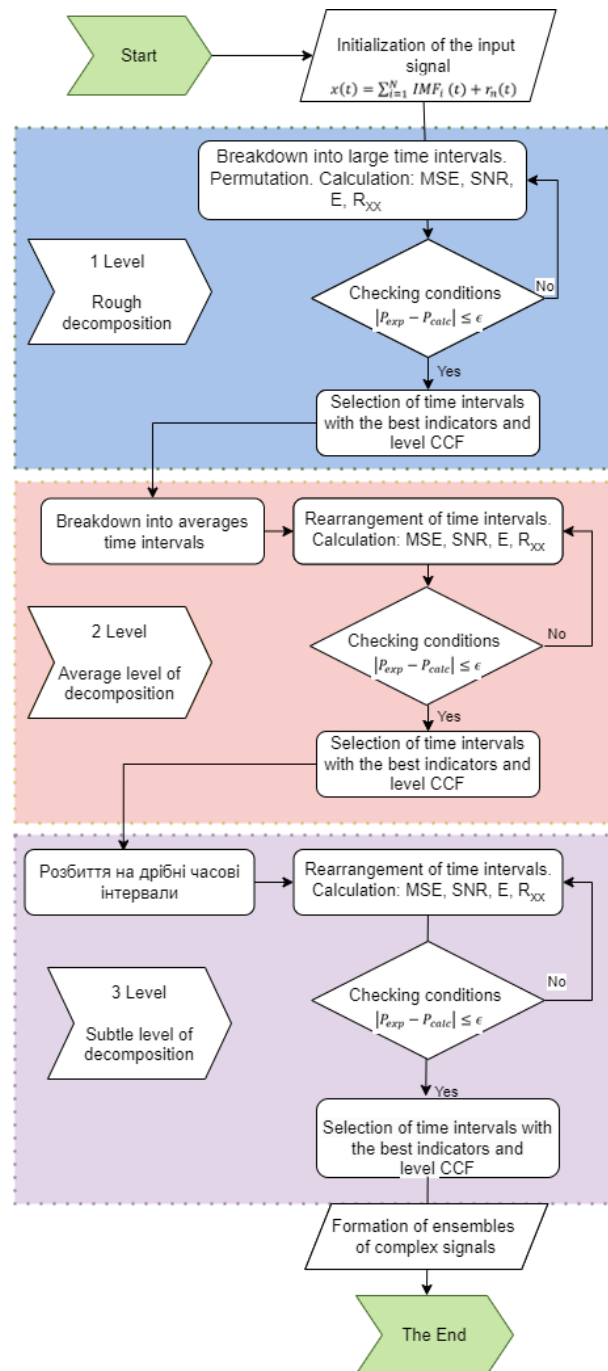 Start
Initialization of the input
signal
x(t) = ∑ᵢ₌₁ᴺ IMFᵢ (t) + rₙ(t)
Breakdown into large time intervals.
Permutation. Calculation: MSE, SNR,
E, R_XX
1 Level
Rough
decomposition
Checking conditions
|P_exp − P_calc| ≤ ϵ
No
Yes
Selection of time intervals
with the best indicators and
level CCF
Breakdown into averages
time intervals
Rearrangement of time intervals.
Calculation: MSE, SNR, E, R_XX
2 Level
Average level of
decomposition
Checking conditions
|P_exp − P_calc| ≤ ϵ
No
Yes
Selection of time intervals
with the best indicators and
level CCF
Розбиття на дрібні часові
інтервали
Rearrangement of time intervals.
Calculation: MSE, SNR, E, R_XX
3 Level
Subtle level of
decomposition
Checking conditions
|P_exp − P_calc| ≤ ϵ
No
Yes
Selection of time intervals with
the best indicators and
level CCF
Formation of ensembles
of complex signals
The End